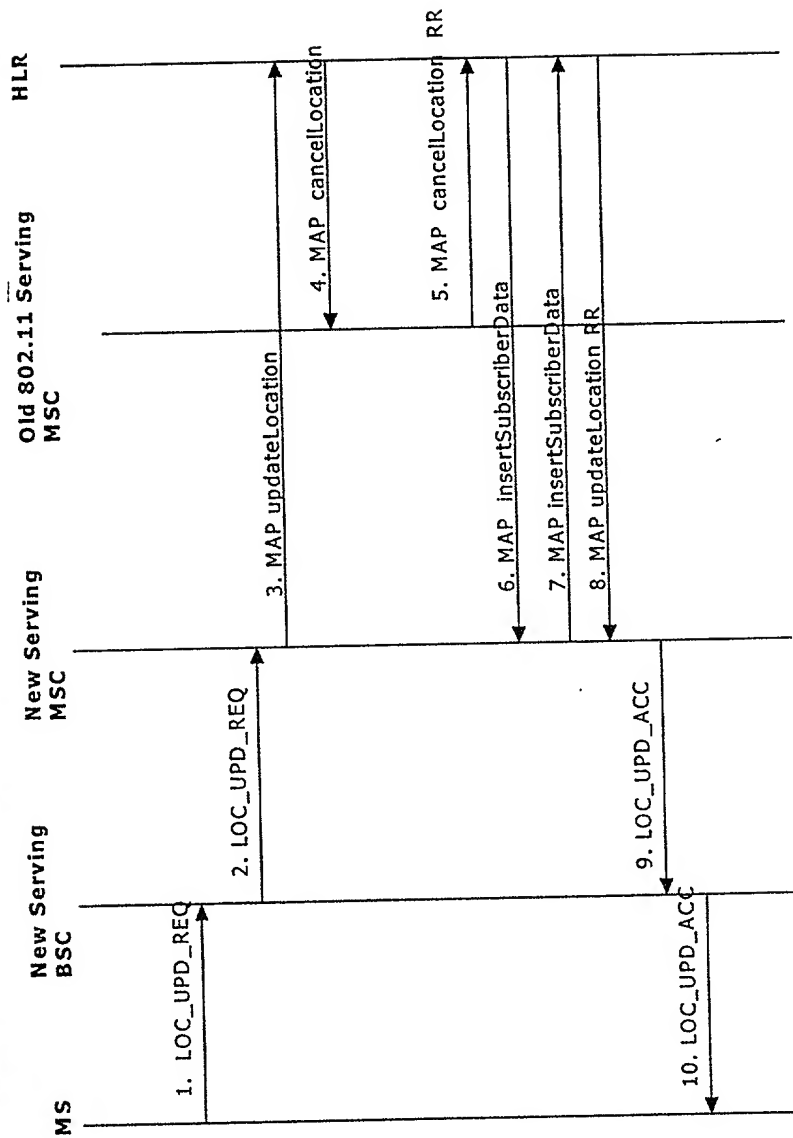 MS
New Serving
BSC
New Serving
MSC
Old 802.11 Serving
MSC
HLR
1. LOC_UPD_REQ
2. LOC_UPD_REQ
3. MAP updateLocation
4. MAP cancelLocation
5. MAP cancelLocation RR
6. MAP insertSubscriberData
7. MAP insertSubscriberData
8. MAP updateLocation RR
9. LOC_UPD_ACC
10. LOC_UPD_ACC